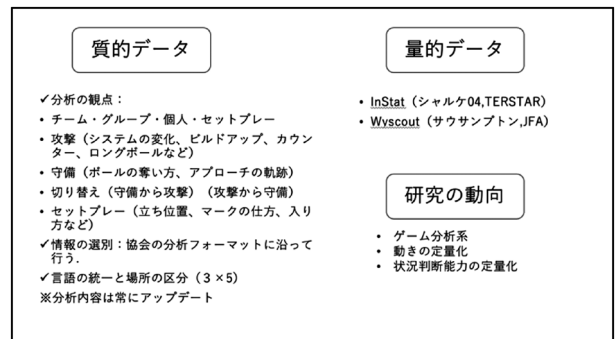 質的データ
✓分析の観点：
• チーム・グループ・個人・セットプレー
• 攻撃（システムの変化、ビルドアップ、カウン
ター、ロングボールなど）
• 守備（ボールの奪い方、アプローチの軌跡）
• 切り替え（守備から攻撃）（攻撃から守備）
• セットプレー（立ち位置、マークの仕方、入り
方など）
✓情報の選別：協会の分析フォーマットに沿って
行う.
✓言語の統一と場所の区分（３×5）
※分析内容は常にアップデート
量的データ
• InStat（シャルケ04,TERSTAR）
• Wyscout（サウサンプトン,JFA）
研究の動向
• ゲーム分析系
• 動きの定量化
• 状況判断能力の定量化